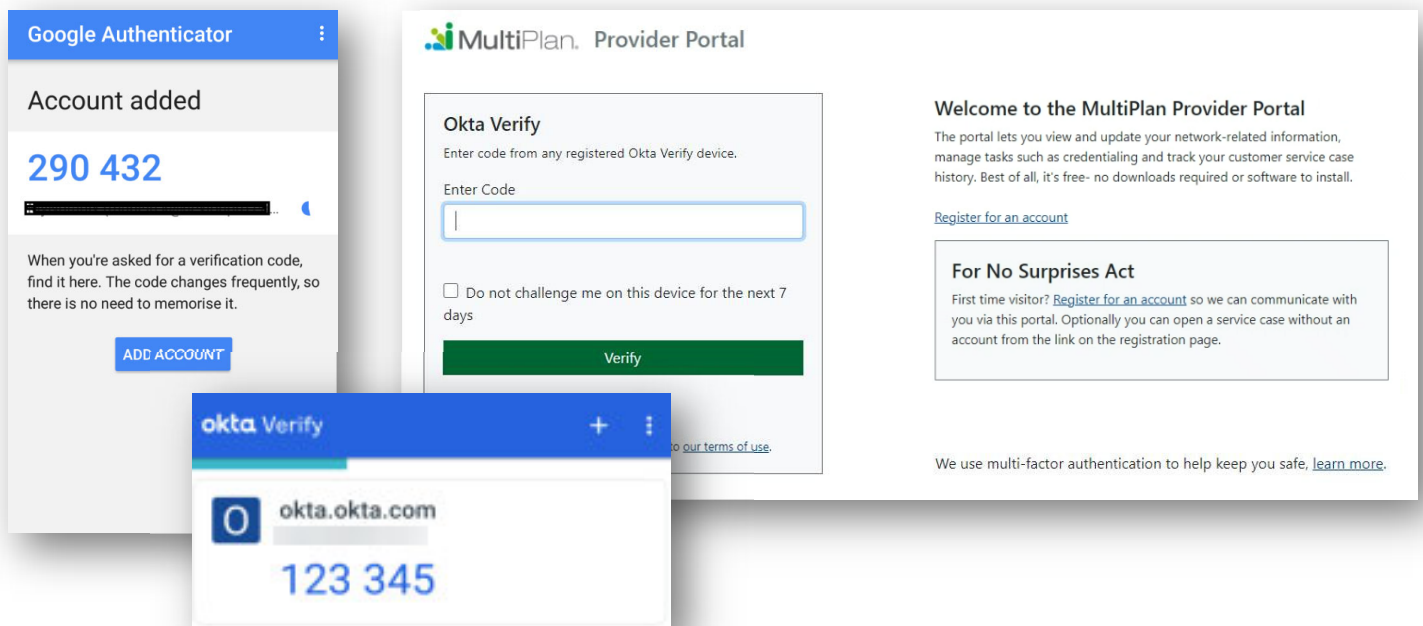 Google Authenticator
Account added
290 432
When you're asked for a verification code,
find it here. The code changes frequently, so
there is no need to memorise it.
ADD ACCOUNT
MultiPlan. Provider Portal
Okta Verify
Enter code from any registered Okta Verify device.
Enter Code
Do not challenge me on this device for the next 7
days
Verify
to our terms of use.
Welcome to the MultiPlan Provider Portal
The portal lets you view and update your network-related information,
manage tasks such as credentialing and track your customer service case
history. Best of all, it's free- no downloads required or software to install.
Register for an account
For No Surprises Act
First time visitor? Register for an account so we can communicate with
you via this portal. Optionally you can open a service case without an
account from the link on the registration page.
We use multi-factor authentication to help keep you safe, learn more.
okta Verify
okta.okta.com
123 345